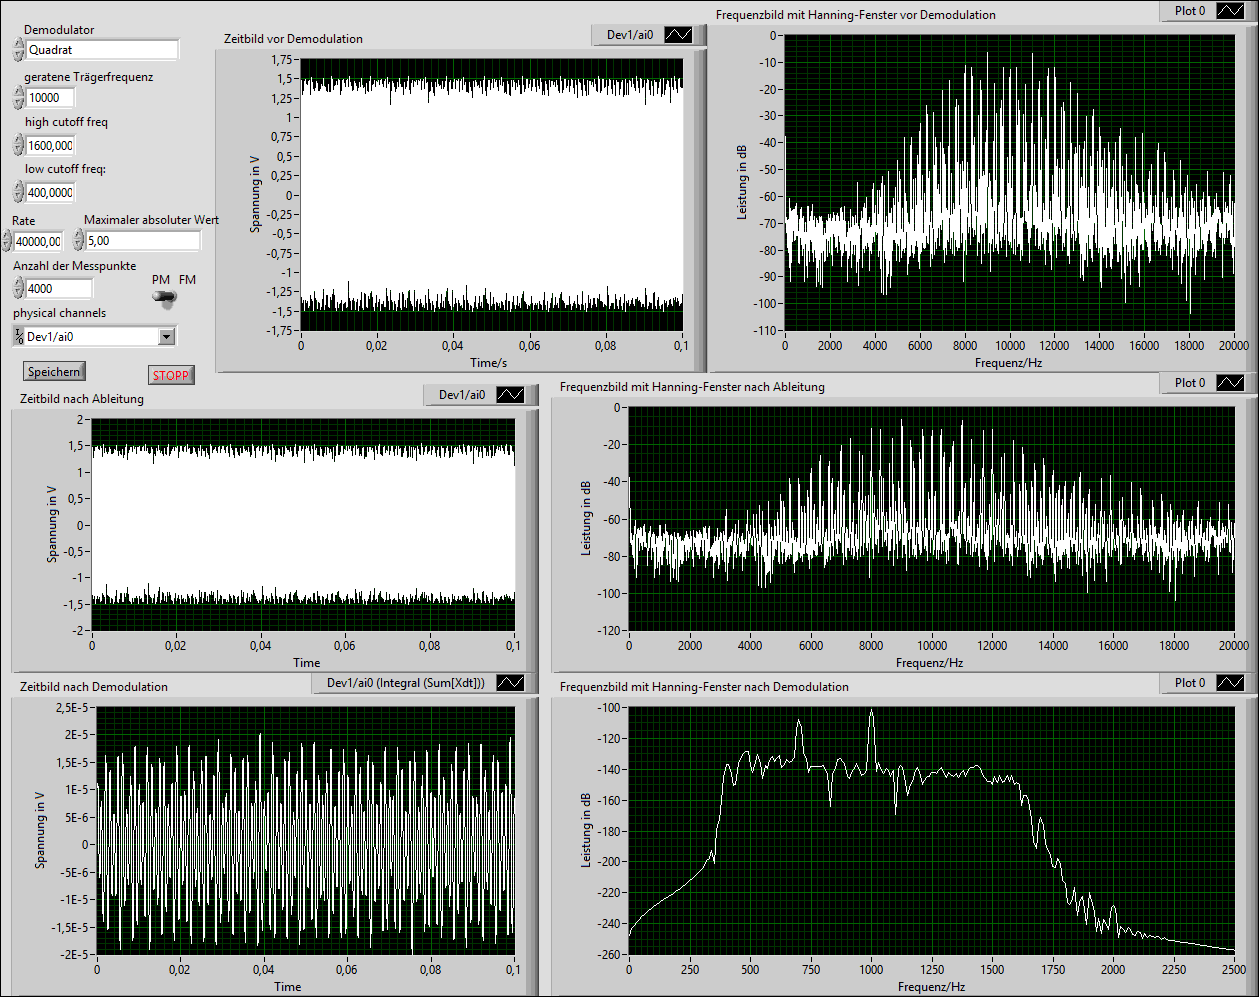 Demodulator
Quadrat
geratene Trägerfrequenz
10000
high cutoff freq
1600,000
low cutoff freq:
400,0000
Rate
Maximaler absoluter Wert
40000,00
5,00
Anzahl der Messpunkte
4000
PM FM
physical channels
Dev1/ai0
Speichern
STOPP
Zeitbild vor Demodulation
Dev1/ai0
Spannung in V
1,75
1,5
1,25
1
0,75
0,5
0,25
0
-0,25
-0,5
-0,75
-1
-1,25
-1,5
-1,75
0 0,02 0,04 0,06 0,08 0,1
Time/s
Frequenzbild mit Hanning-Fenster vor Demodulation
Plot 0
Leistung in dB
0
-10
-20
-30
-40
-50
-60
-70
-80
-90
-100
-110
0 2000 4000 6000 8000 10000 12000 14000 16000 18000 20000
Frequenz/Hz
Zeitbild nach Ableitung
Dev1/ai0
Spannung in V
2
1,5
1
0,5
0
-0,5
-1
-1,5
-2
0 0,02 0,04 0,06 0,08 0,1
Time
Frequenzbild mit Hanning-Fenster nach Ableitung
Plot 0
Leistung in dB
0
-20
-40
-60
-80
-100
-120
0 2000 4000 6000 8000 10000 12000 14000 16000 18000 20000
Frequenz/Hz
Zeitbild nach Demodulation
Dev1/ai0 (Integral (Sum[Xdt]))
Spannung in V
2,5E-5
2E-5
1,5E-5
1E-5
5E-6
0
-5E-6
-1E-5
-1,5E-5
-2E-5
0 0,02 0,04 0,06 0,08 0,1
Time
Frequenzbild mit Hanning-Fenster nach Demodulation
Plot 0
Leistung in dB
-100
-120
-140
-160
-180
-200
-220
-240
-260
0 250 500 750 1000 1250 1500 1750 2000 2250 2500
Frequenz/Hz